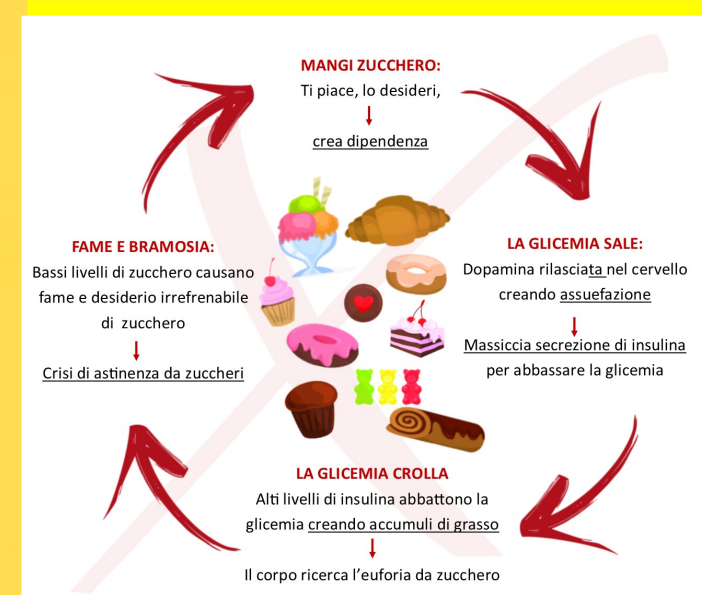 MANGI ZUCCHERO:
Ti piace, lo desideri,
crea dipendenza
LA GLICEMIA SALE:
Dopamina rilasciata nel cervello
creando assuefazione
Massiccia secrezione di insulina
per abbassare la glicemia
LA GLICEMIA CROLLA
Alti livelli di insulina abbattono la
glicemia creando accumuli di grasso
Il corpo ricerca l'euforia da zucchero
FAME E BRAMOSIA:
Bassi livelli di zucchero causano
fame e desiderio irrefrenabile
di zucchero
Crisi di astinenza da zuccheri